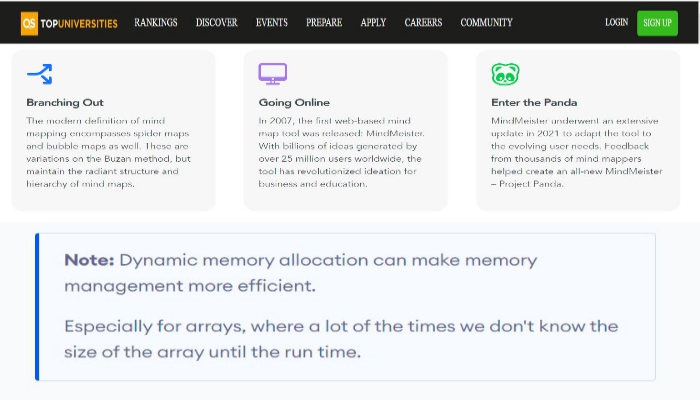 QS TOPUNIVERSITIES RANKINGS DISCOVER EVENTS PREPARE APPLY CAREERS COMMUNITY LOGIN SIGN UP
Branching Out
The modern definition of mind
mapping encompasses spider maps
and bubble maps as well. These are
variations on the Buzan method, but
maintain the radiant structure and
hierarchy of mind maps.
Going Online
In 2007, the first web-based mind
map tool was released: MindMeister.
With billions of ideas generated by
over 25 million users worldwide, the
tool has revolutionized ideation for
business and education.
Enter the Panda
MindMeister underwent an extensive
update in 2021 to adapt the tool to
the evolving user needs. Feedback
from thousands of mind mappers
helped create an all-new MindMeister
– Project Panda.
Note: Dynamic memory allocation can make memory
management more efficient.
Especially for arrays, where a lot of the times we don't know the
size of the array until the run time.